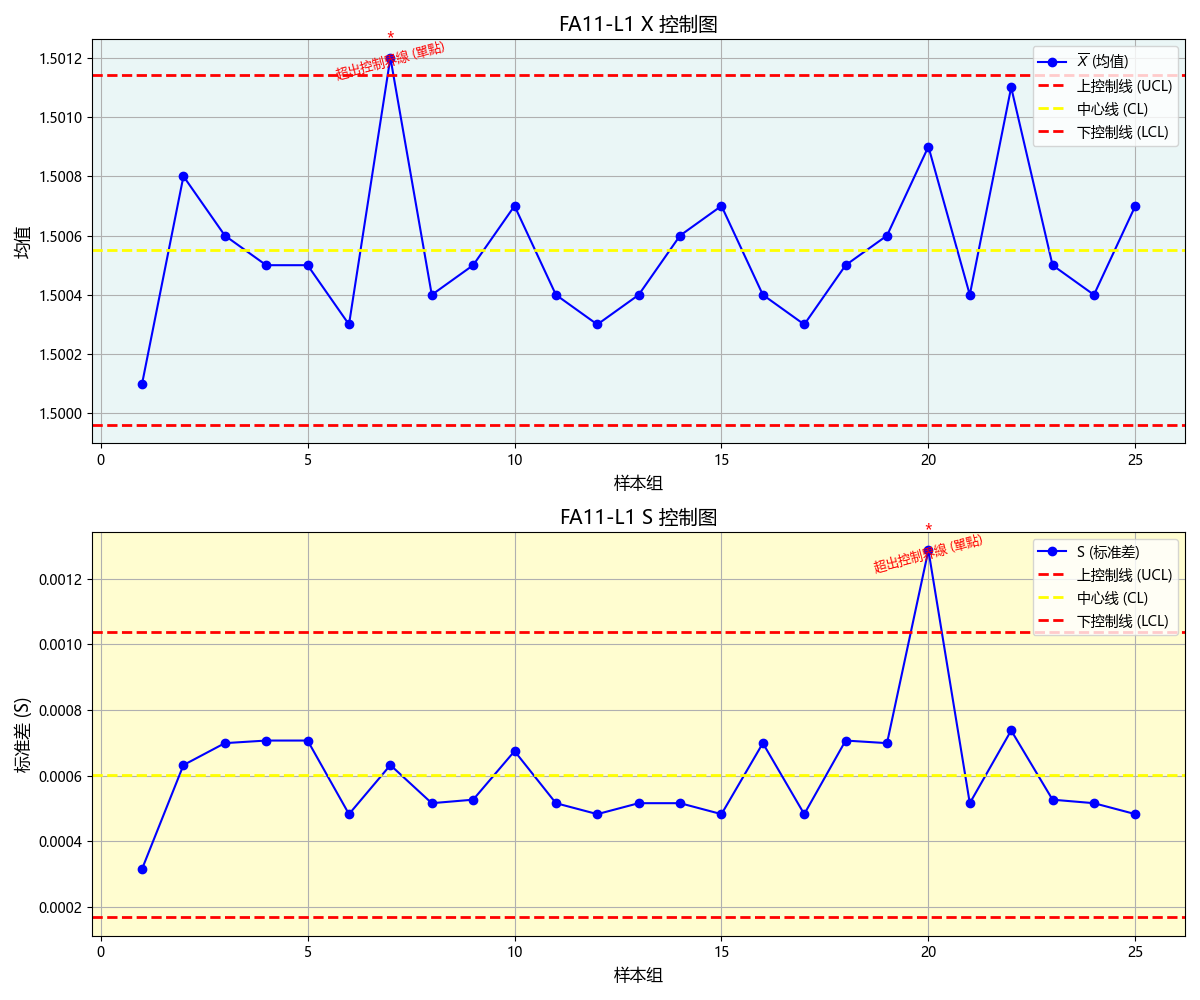 FA11-L1 X 控制图
*
超出控制界線 (單點)
X (均值)
上控制线 (UCL)
中心线 (CL)
下控制线 (LCL)
均值
1.5012
1.5010
1.5008
1.5006
1.5004
1.5002
1.5000
0 5 10 15 20 25
样本组
FA11-L1 S 控制图
*
超出控制界線 (單點)
S (标准差)
上控制线 (UCL)
中心线 (CL)
下控制线 (LCL)
标准差 (S)
0.0012
0.0010
0.0008
0.0006
0.0004
0.0002
0 5 10 15 20 25
样本组